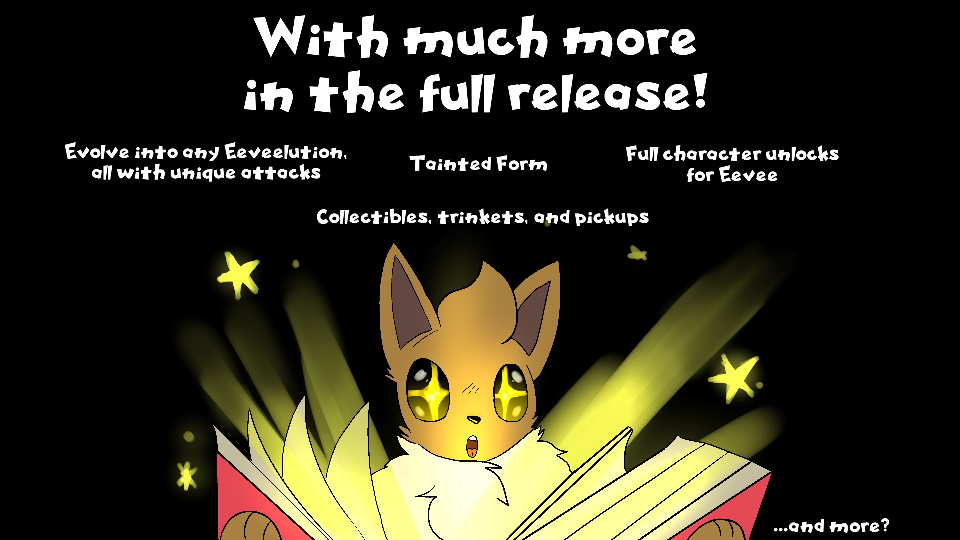 With much more
in the full release!
Evolve into any Eeveelution,
all with unique attacks
Tainted Form
Full character unlocks
for Eevee
Collectibles, trinkets, and pickups
...and more?